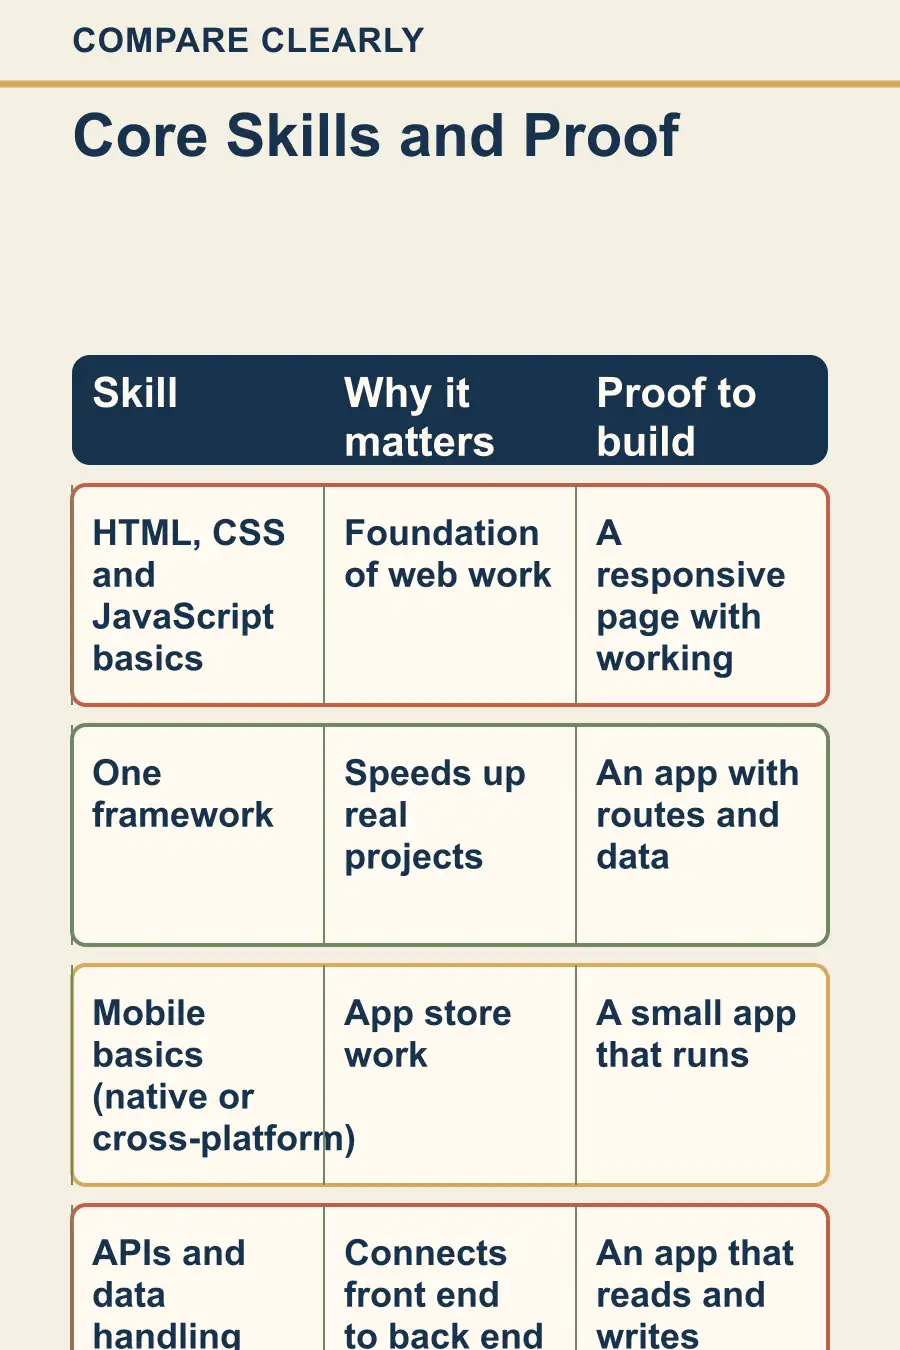 COMPARE CLEARLY
Core Skills and Proof
Skill
Why it
matters
Proof to
build
HTML, CSS
and
JavaScript
basics
Foundation
of web work
A
responsive
page with
working
One
framework
Speeds up
real
projects
An app with
routes and
data
Mobile
basics
(native or
cross-platform)
App store
work
A small app
that runs
APIs and
data
handling
Connects
front end
to back end
An app that
reads and
writes